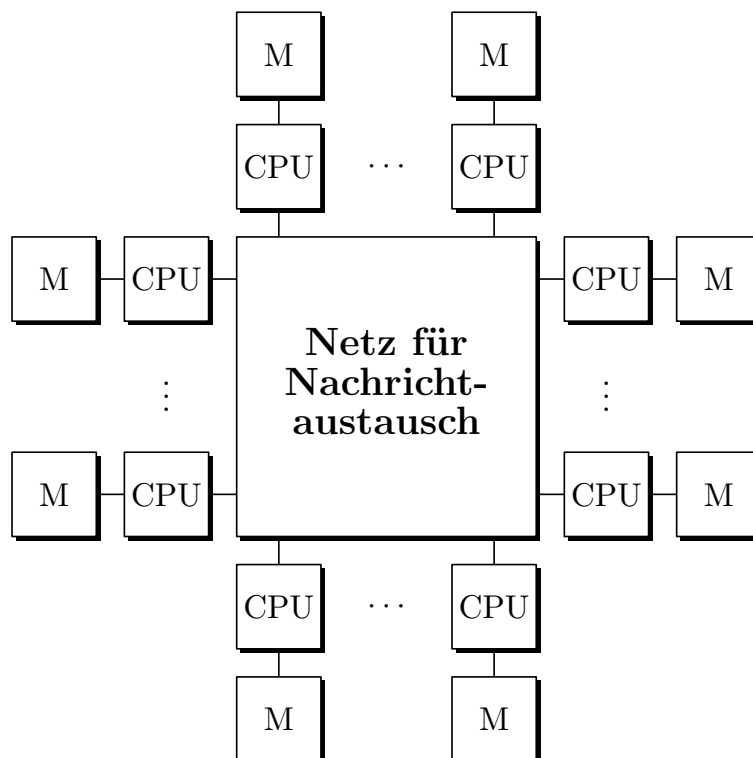 M M
CPU ... CPU
M CPU CPU M
Netz für
Nachricht-
austausch
⋮ ⋮
M CPU CPU M
CPU ... CPU
M M